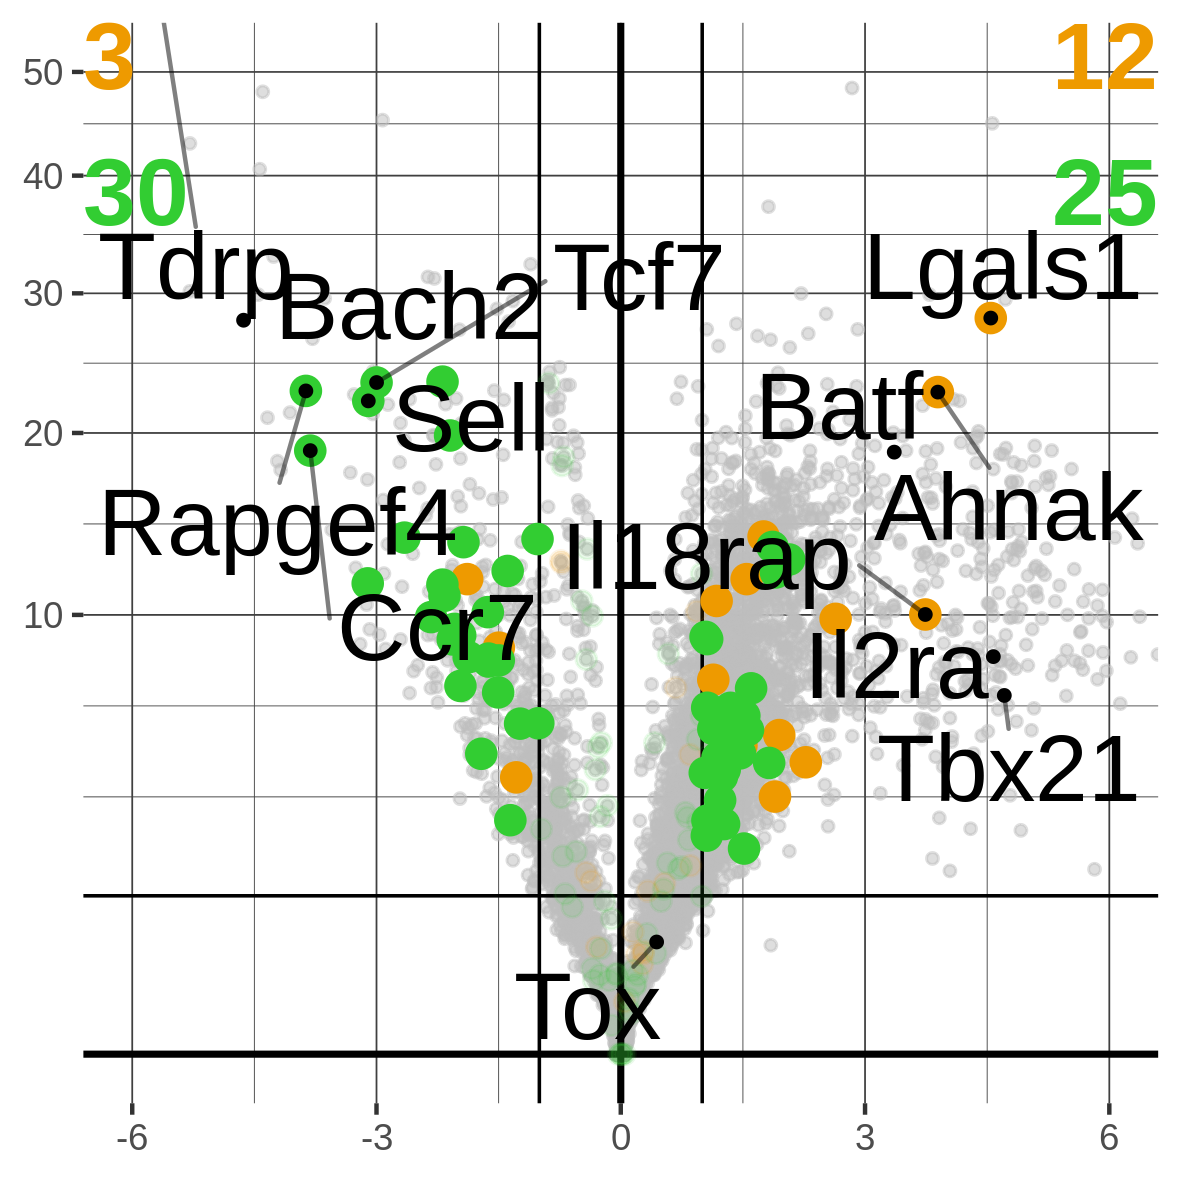 3
12
50
40
30
25
Tdrp
Bach2
Tcf7
Lgals1
30
Batf
Sell
20
Rapgef4
Ahnak
Il18rap
10
Ccr7
Il2ra
Tbx21
Tox
-6
-3
0
3
6